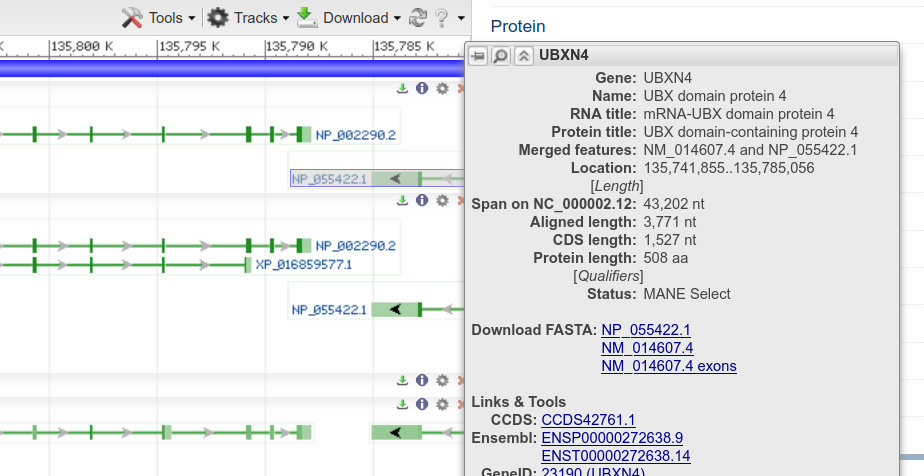 Tools Tracks Download ?
Protein
K 135,800 K 135,795 K 135,790 K 135,785 K
UBXN4
Gene: UBXN4
Name: UBX domain protein 4
RNA title: mRNA-UBX domain protein 4
Protein title: UBX domain-containing protein 4
Merged features: NM_014607.4 and NP_055422.1
Location: 135,741,855..135,785,056
[Length]
Span on NC_000002.12: 43,202 nt
Aligned length: 3,771 nt
CDS length: 1,527 nt
Protein length: 508 aa
[Qualifiers]
Status: MANE Select
Download FASTA: NP_055422.1
NM_014607.4
NM_014607.4 exons
Links & Tools
CCDS: CCDS42761.1
Ensembl: ENSP00000272638.9
ENST00000272638.14
GeneID: 23190 (UBXN4)
NP_002290.2
NP_055422.1
NP_002290.2
XP_016859577.1
NP_055422.1